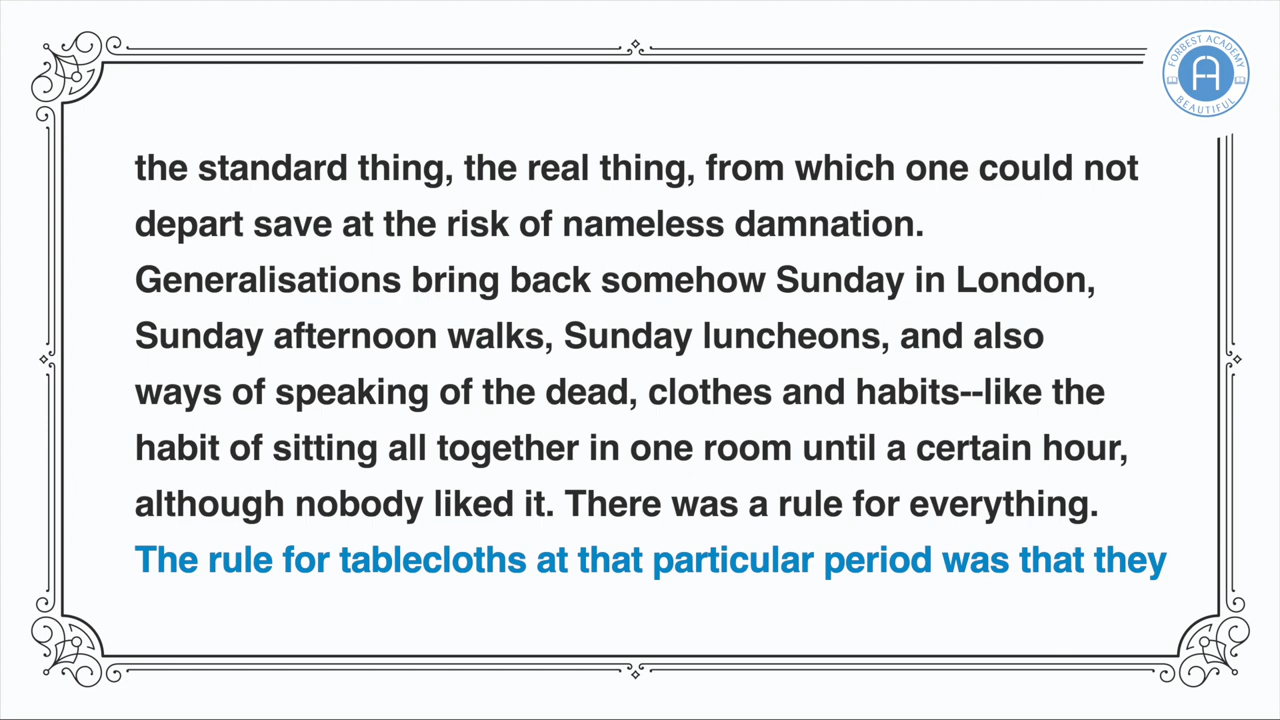 FORBEST ACADEMY
BEAUTIFUL
the standard thing, the real thing, from which one could not
depart save at the risk of nameless damnation.
Generalisations bring back somehow Sunday in London,
Sunday afternoon walks, Sunday luncheons, and also
ways of speaking of the dead, clothes and habits--like the
habit of sitting all together in one room until a certain hour,
although nobody liked it. There was a rule for everything.
The rule for tablecloths at that particular period was that they